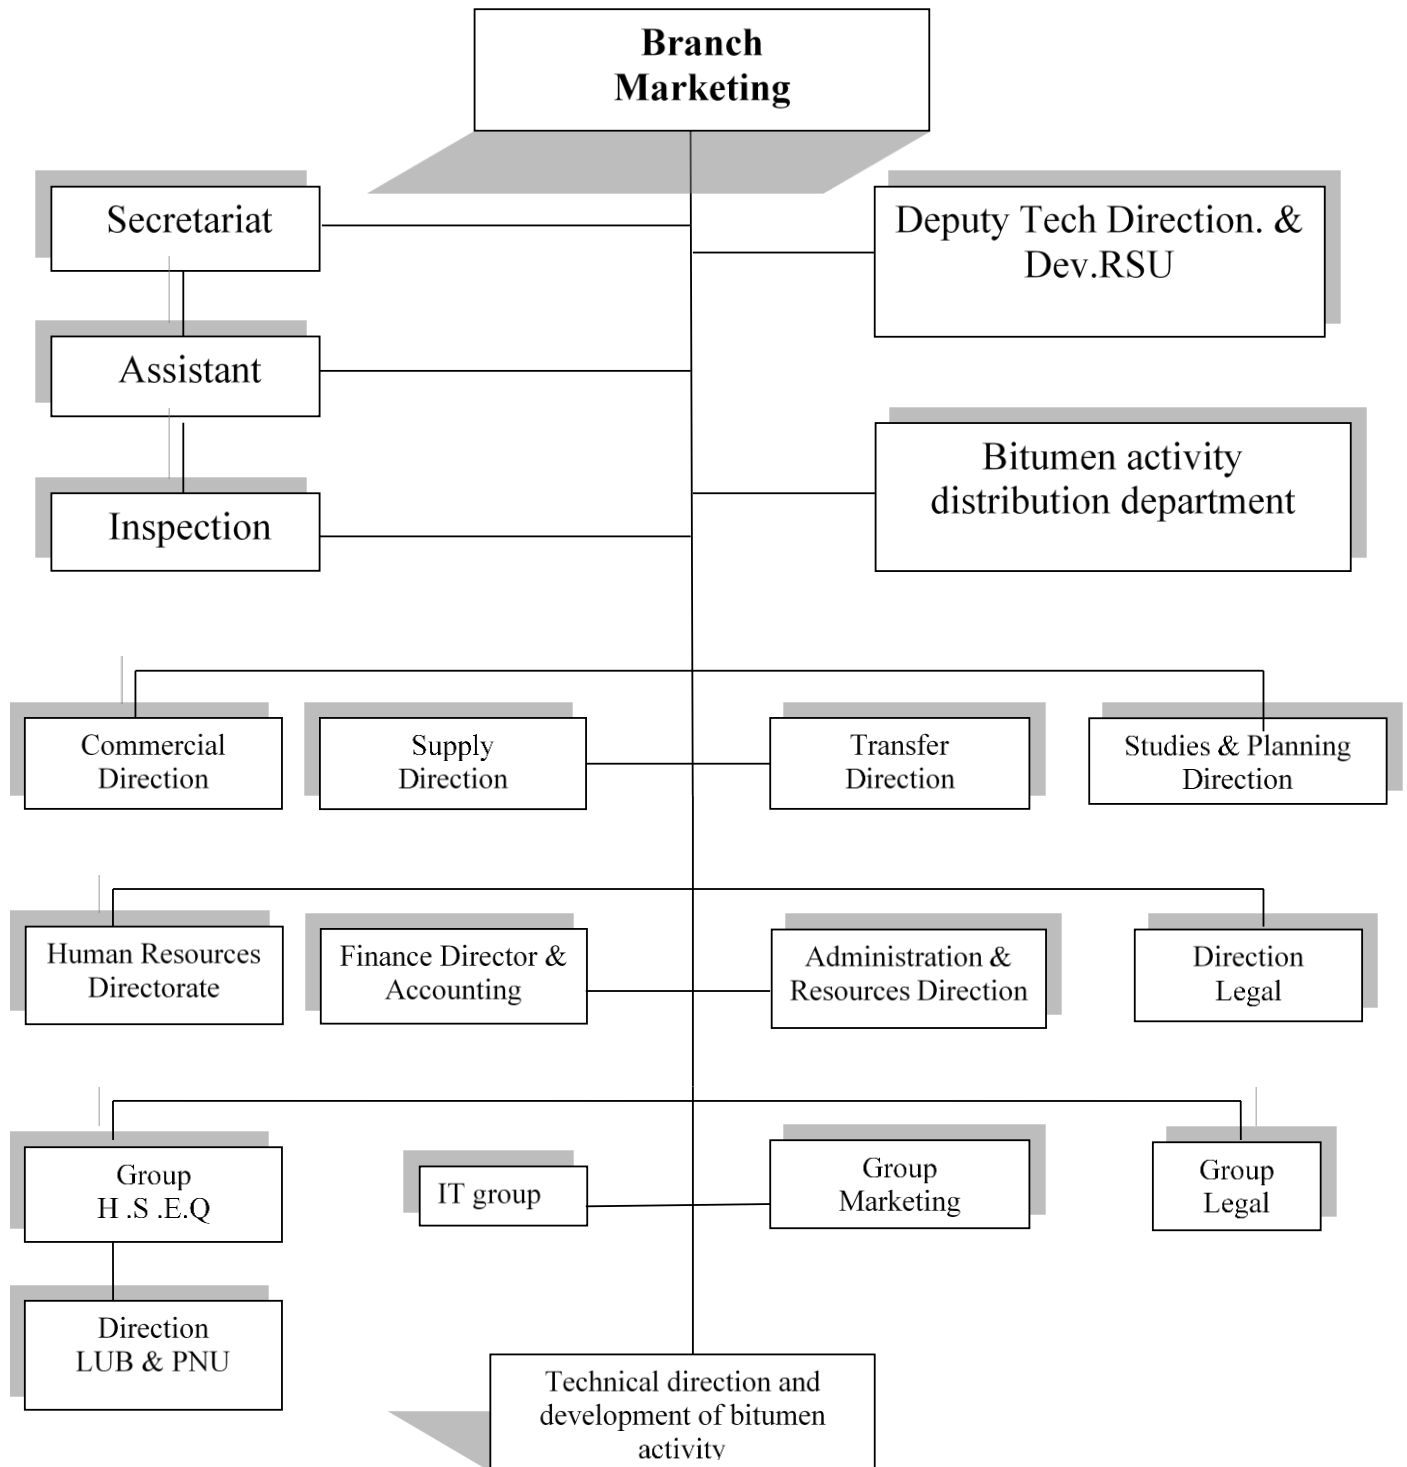 Branch
Marketing
Secretariat
Deputy Tech Direction. &
Dev.RSU
Assistant
Bitumen activity
distribution department
Inspection
Commercial
Direction
Supply
Direction
Transfer
Direction
Studies & Planning
Direction
Human Resources
Directorate
Finance Director &
Accounting
Administration &
Resources Direction
Direction
Legal
Group
H .S .E.Q
IT group
Group
Marketing
Group
Legal
Direction
LUB & PNU
Technical direction and
development of bitumen
activity